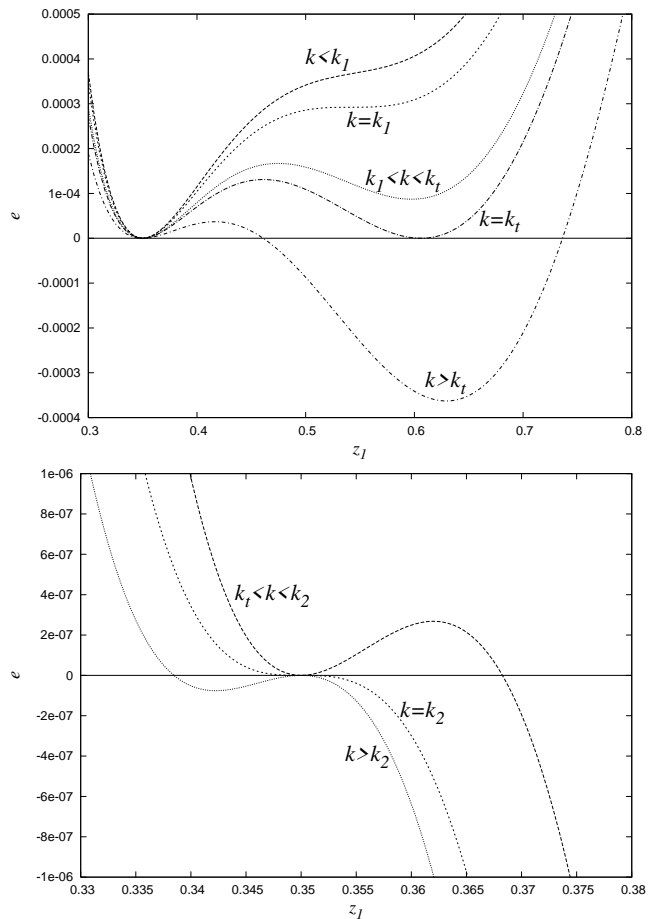 0.0005
0.0004
0.0003
0.0002
1e-04
0
-0.0001
-0.0002
-0.0003
-0.0004
e
k<k1
k=k1
k1<k<kt
k=kt
k>kt
0.3 0.4 0.5 0.6 0.7 0.8
z1
1e-06
8e-07
6e-07
4e-07
2e-07
0
-2e-07
-4e-07
-6e-07
-8e-07
-1e-06
e
kt<k<k2
k=k2
k>k2
0.33 0.335 0.34 0.345 0.35 0.355 0.36 0.365 0.37 0.375 0.38
z1